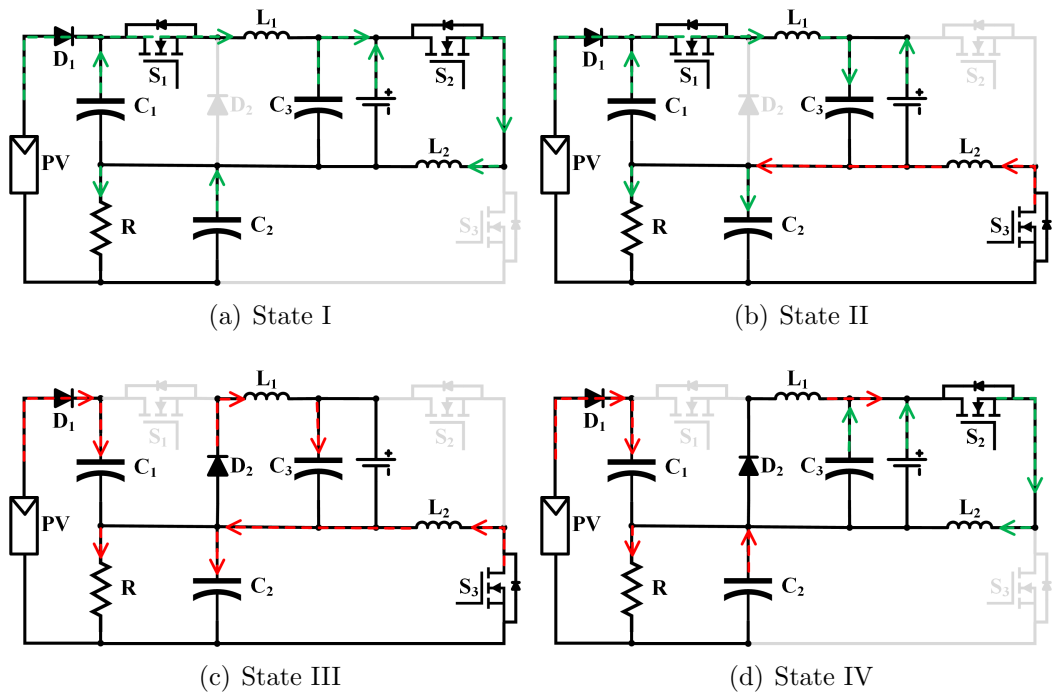 L₁
D₁
S₁
S₂
C₁
D₂
C₃
+
-
PV
L₂
R
C₂
S₃
(a) State I
L₁
D₁
S₁
S₂
C₁
D₂
C₃
+
-
PV
L₂
R
C₂
S₃
(b) State II
L₁
D₁
S₁
S₂
C₁
D₂
C₃
+
-
PV
L₂
R
C₂
S₃
(c) State III
L₁
D₁
S₁
S₂
C₁
D₂
C₃
+
-
PV
L₂
R
C₂
S₃
(d) State IV